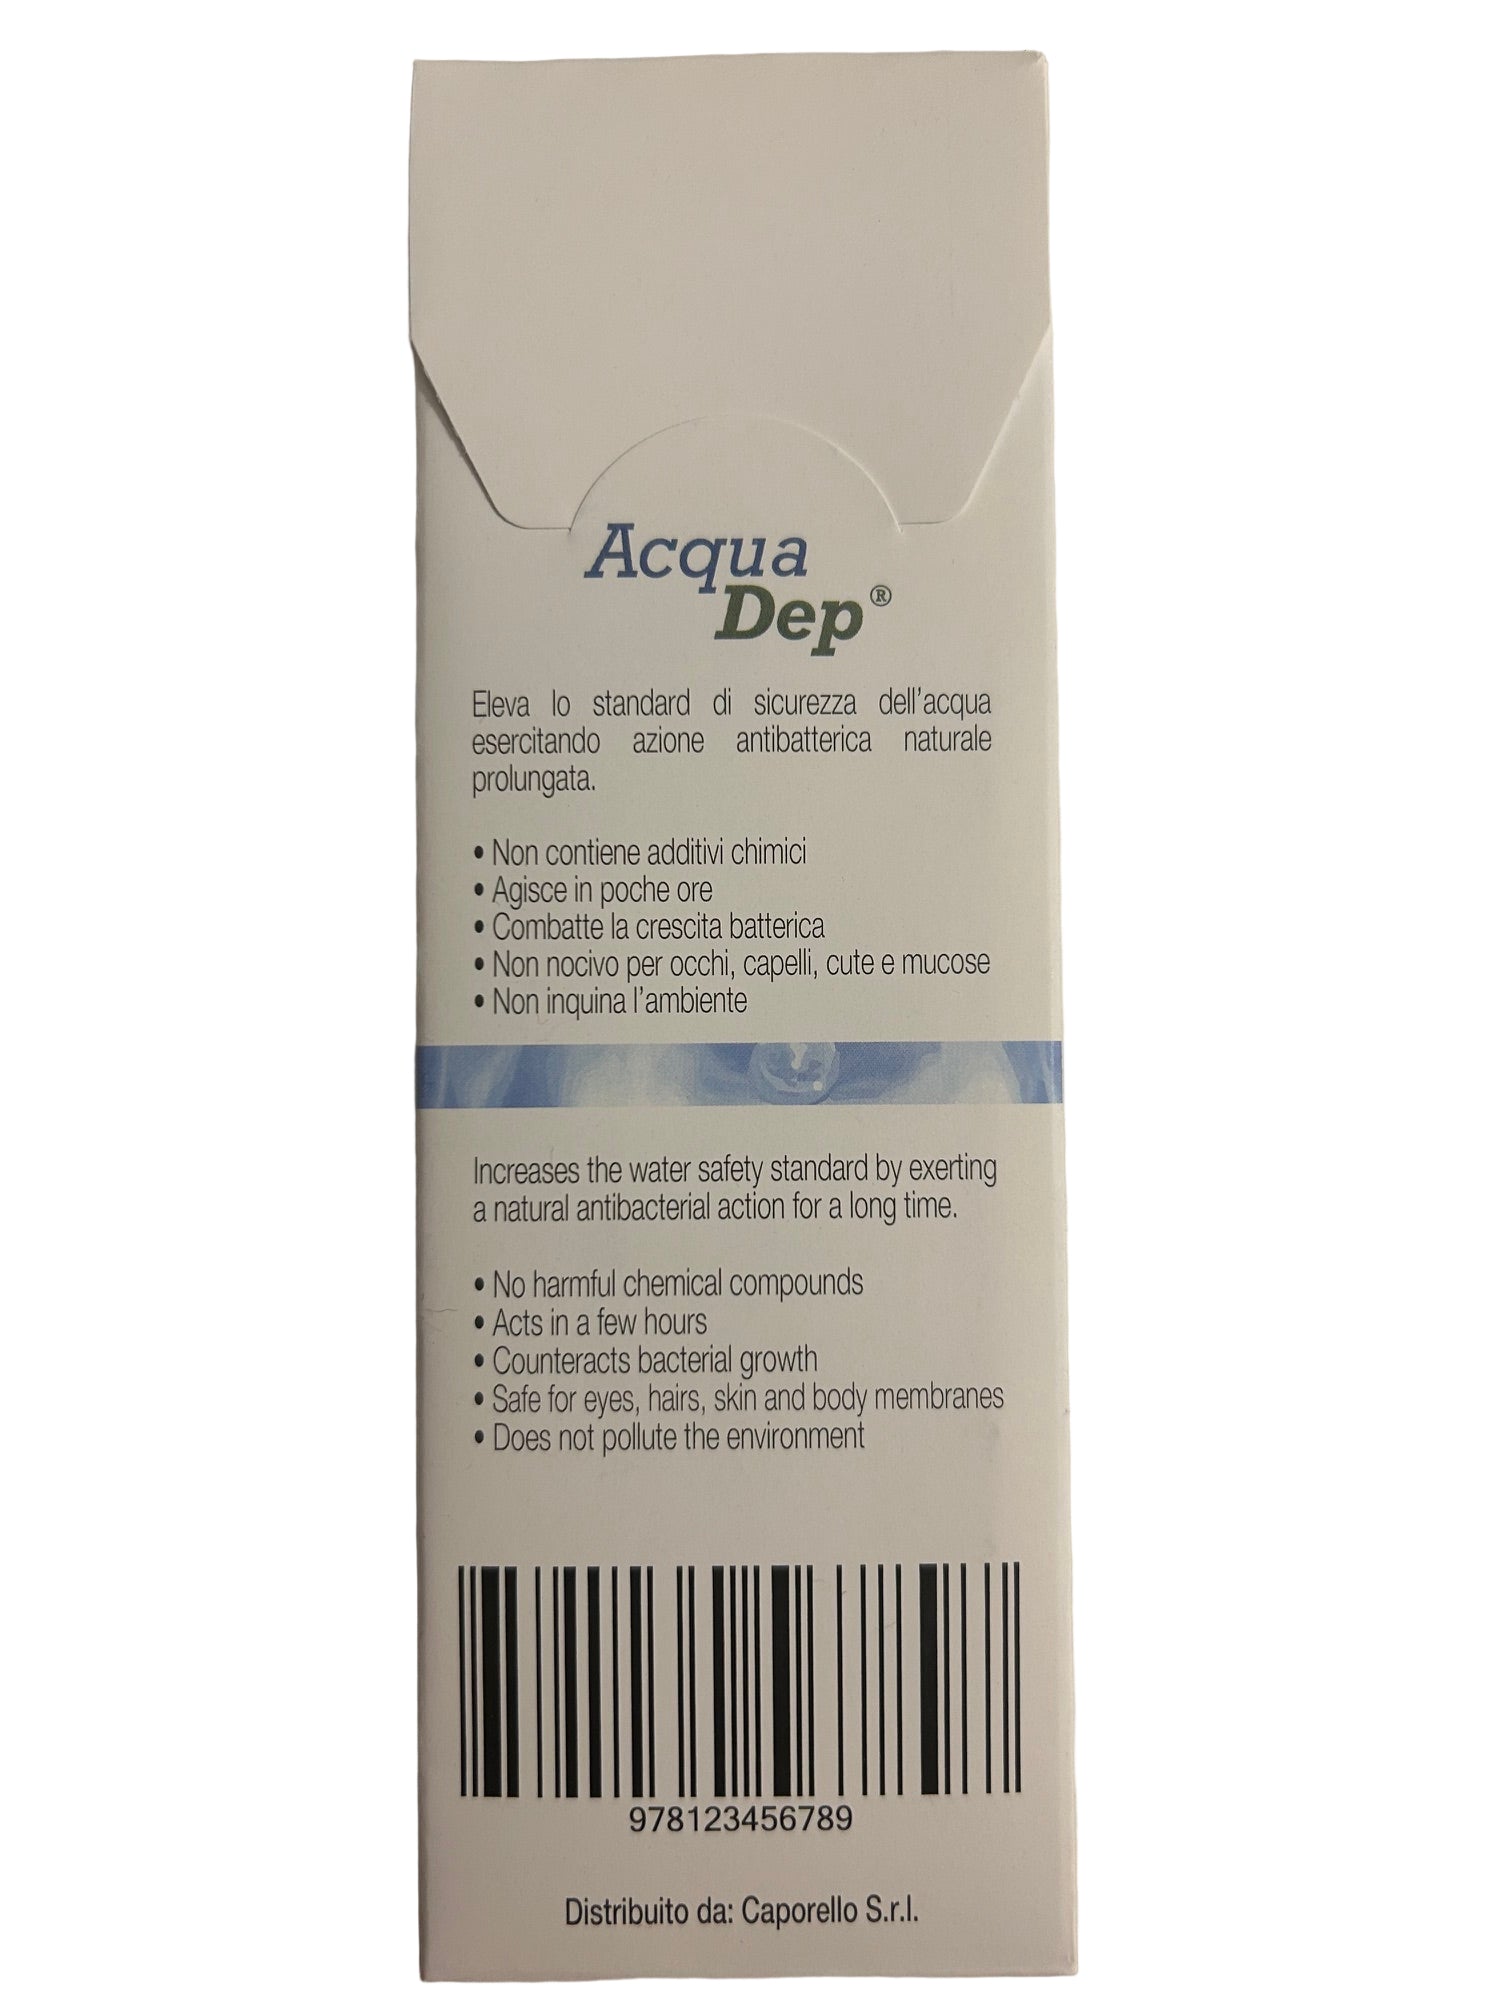 Acqua
Dep®
Eleva lo standard di sicurezza dell'acqua
esercitando azione antibatterica naturale
prolungata.
• Non contiene additivi chimici
• Agisce in poche ore
• Combatte la crescita batterica
• Non nocivo per occhi, capelli, cute e mucose
• Non inquina l'ambiente
Increases the water safety standard by exerting
a natural antibacterial action for a long time.
• No harmful chemical compounds
• Acts in a few hours
• Counteracts bacterial growth
• Safe for eyes, hairs, skin and body membranes
• Does not pollute the environment
978123456789
Distribuito da: Caporello S.r.l.